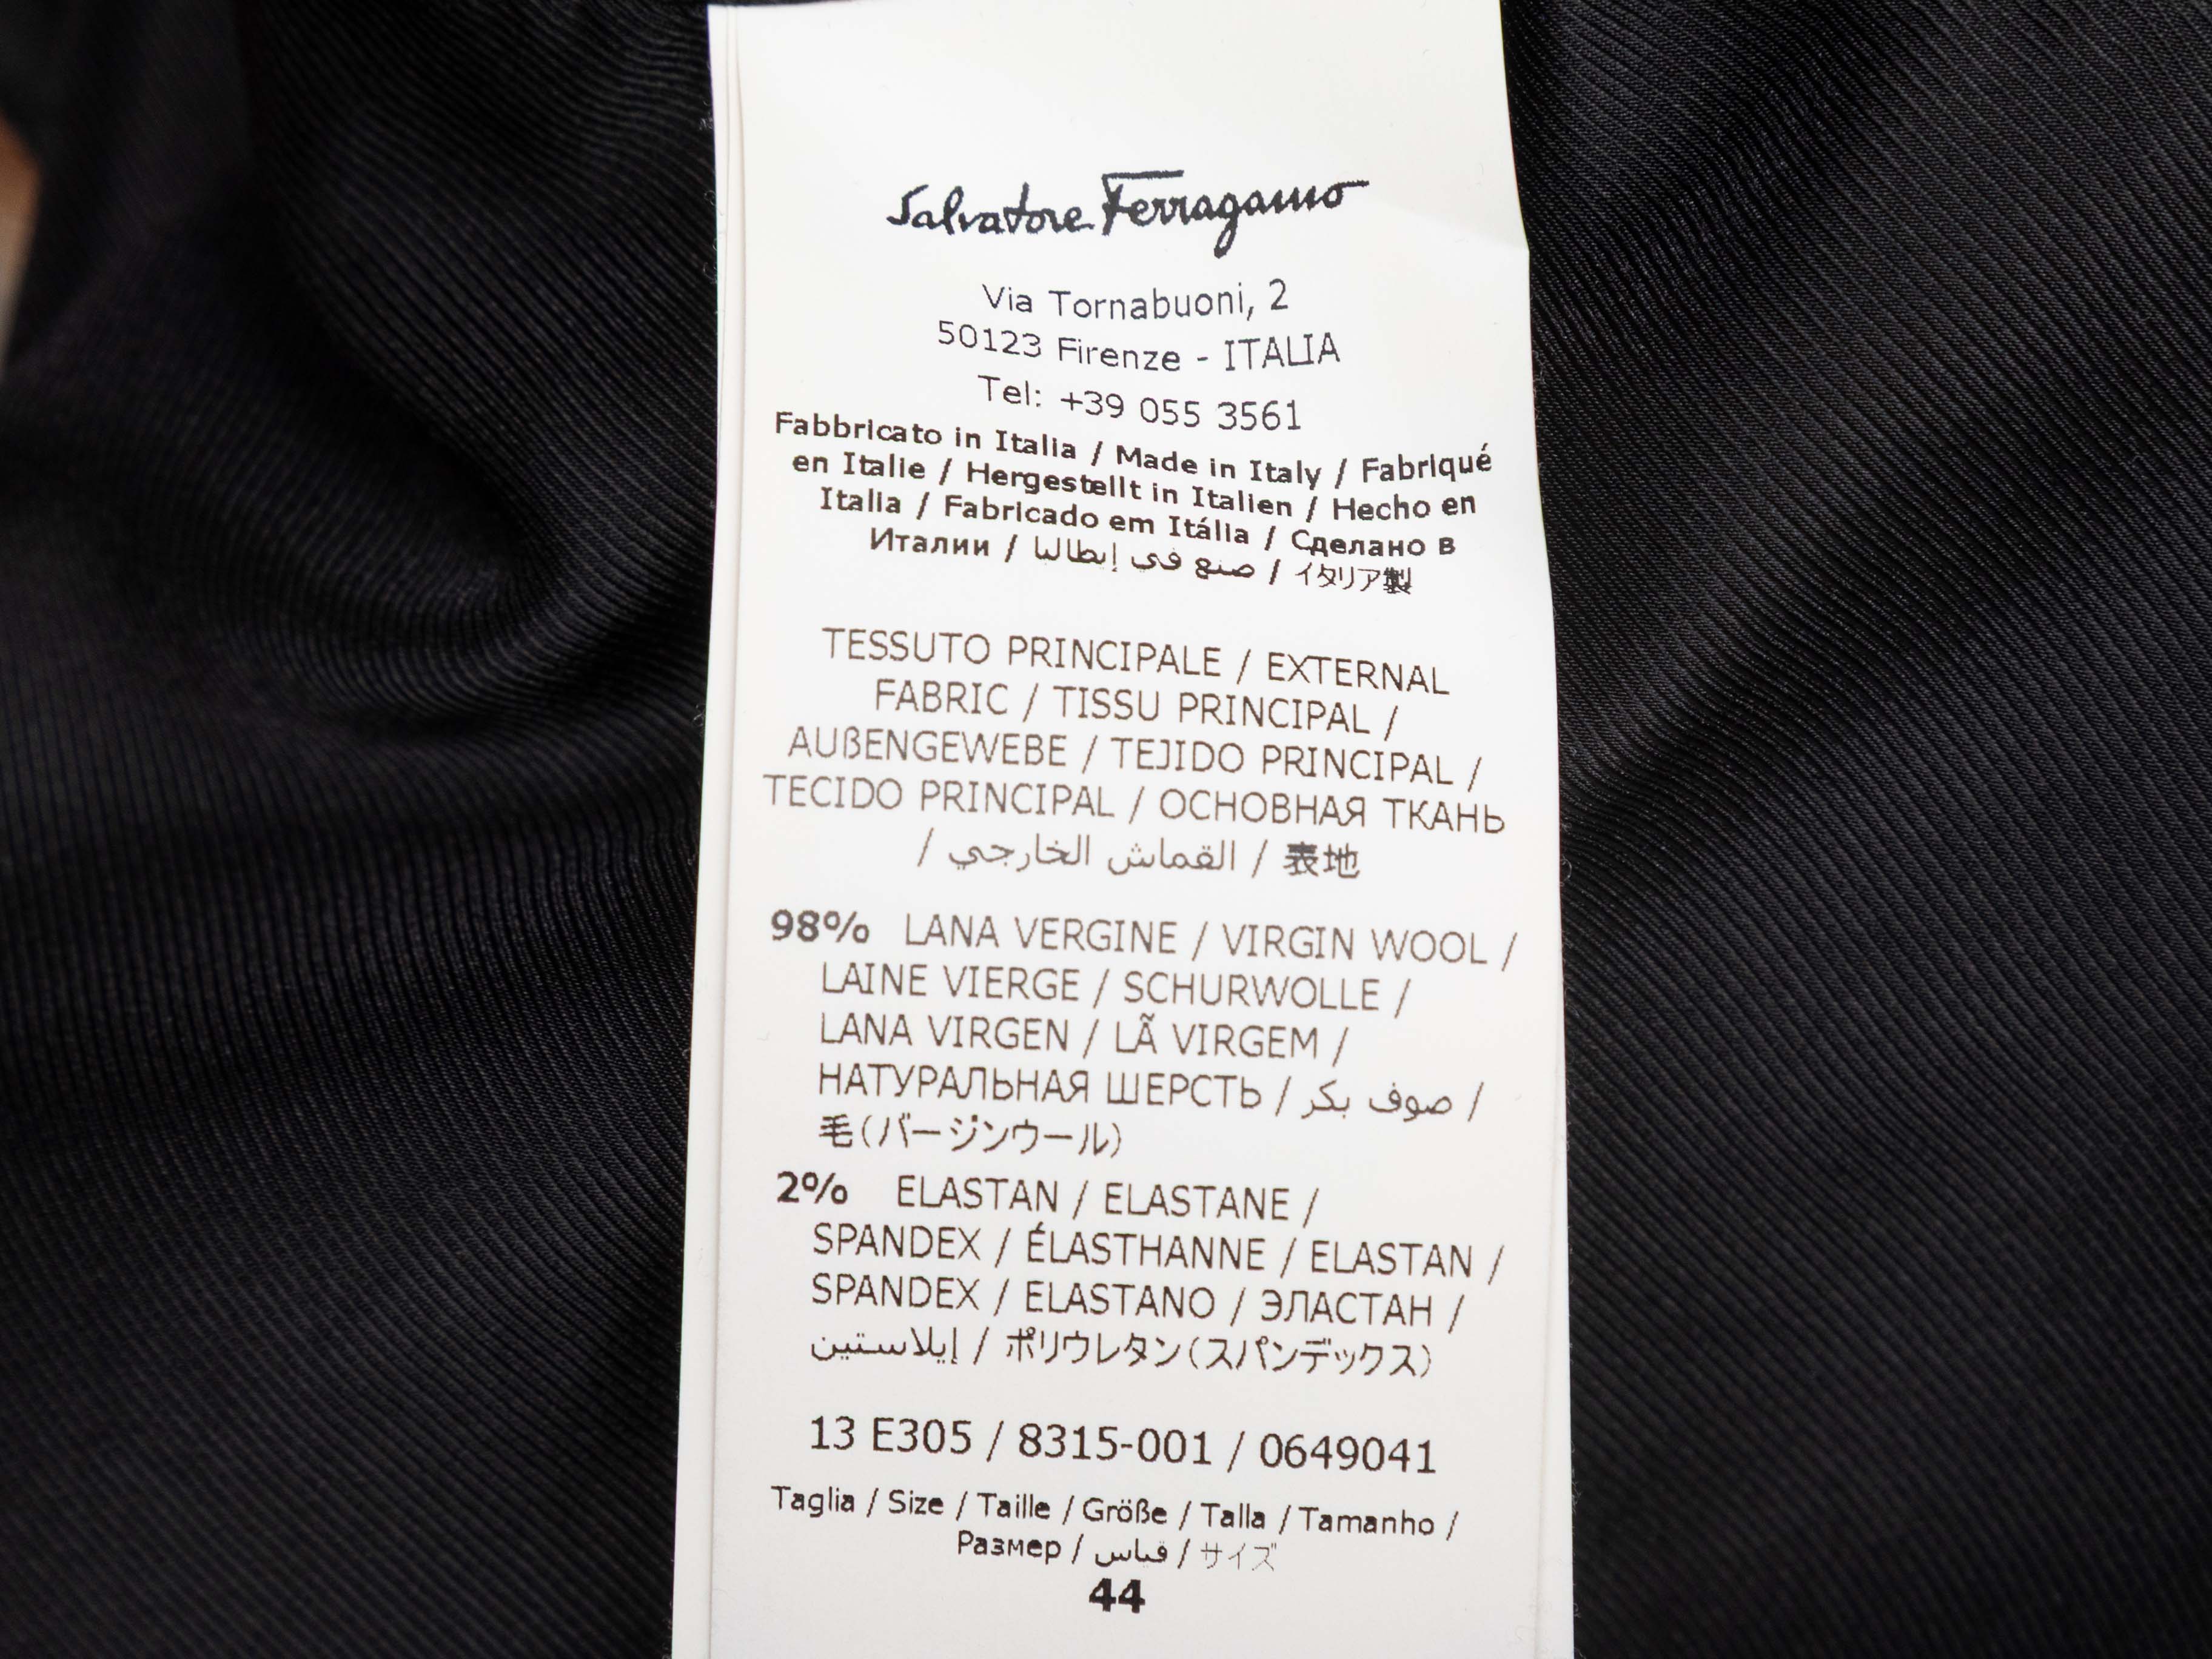 Salvatore Ferragamo
Via Tornabuoni, 2
50123 Firenze - ITALIA
Tel: +39 055 3561
Fabbricato in Italia / Made in Italy / Fabriqué
en Italie / Hergestellt in Italien / Hecho en
Italia / Fabricado em Itália / Сделано в
Италии / صنع في إيطاليا / イタリア製
TESSUTO PRINCIPALE / EXTERNAL
FABRIC / TISSU PRINCIPAL /
AUßENGEWEBE / TEJIDO PRINCIPAL /
TECIDO PRINCIPAL / ОСНОВНАЯ ТКАНЬ
/ القماش الخارجي / 表地
98% LANA VERGINE / VIRGIN WOOL /
LAINE VIERGE / SCHURWOLLE /
LANA VIRGEN / LÃ VIRGEM /
НАТУРАЛЬНАЯ ШЕРСТЬ / صوف بكر /
毛(バージンウール)
2% ELASTAN / ELASTANE /
SPANDEX / ÉLASTHANNE / ELASTAN /
SPANDEX / ELASTANO / ЭЛАСТАН /
إيلاستين / ポリウレタン(スパンデックス)
13 E305 / 8315-001 / 0649041
Taglia / Size / Taille / Größe / Talla / Tamanho /
Размер / قياس / サイズ
44